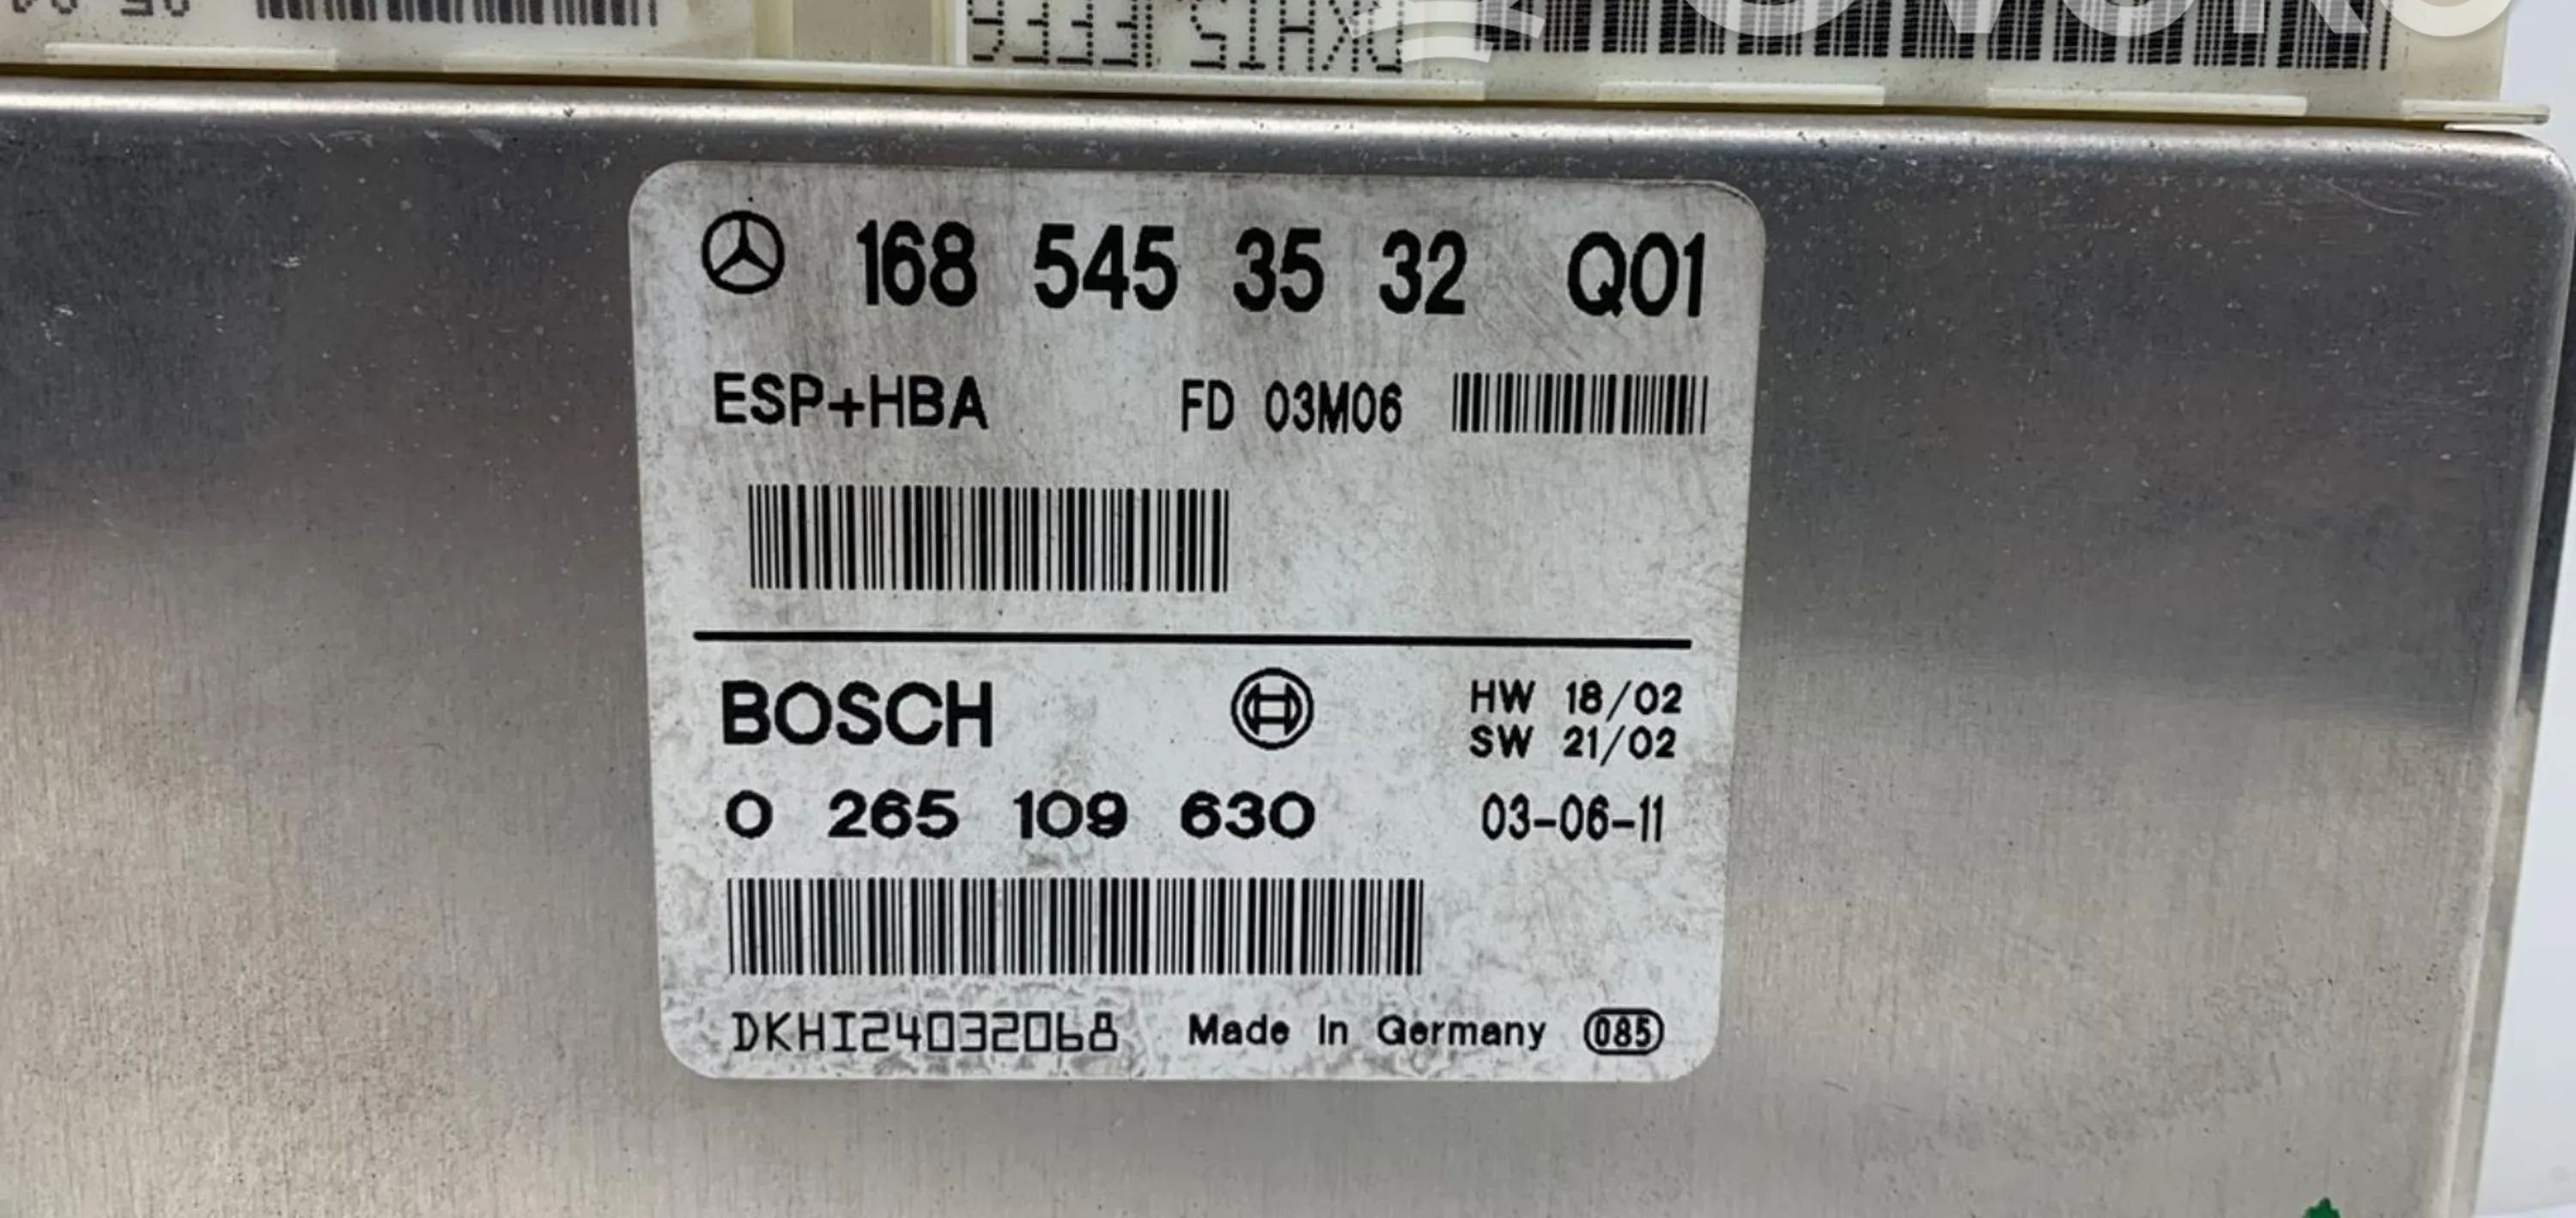 168 545 35 32 Q01
ESP+HBA FD 03M06
BOSCH HW 18/02
SW 21/02
0 265 109 630 03-06-11
DKHI24032068 Made In Germany 085